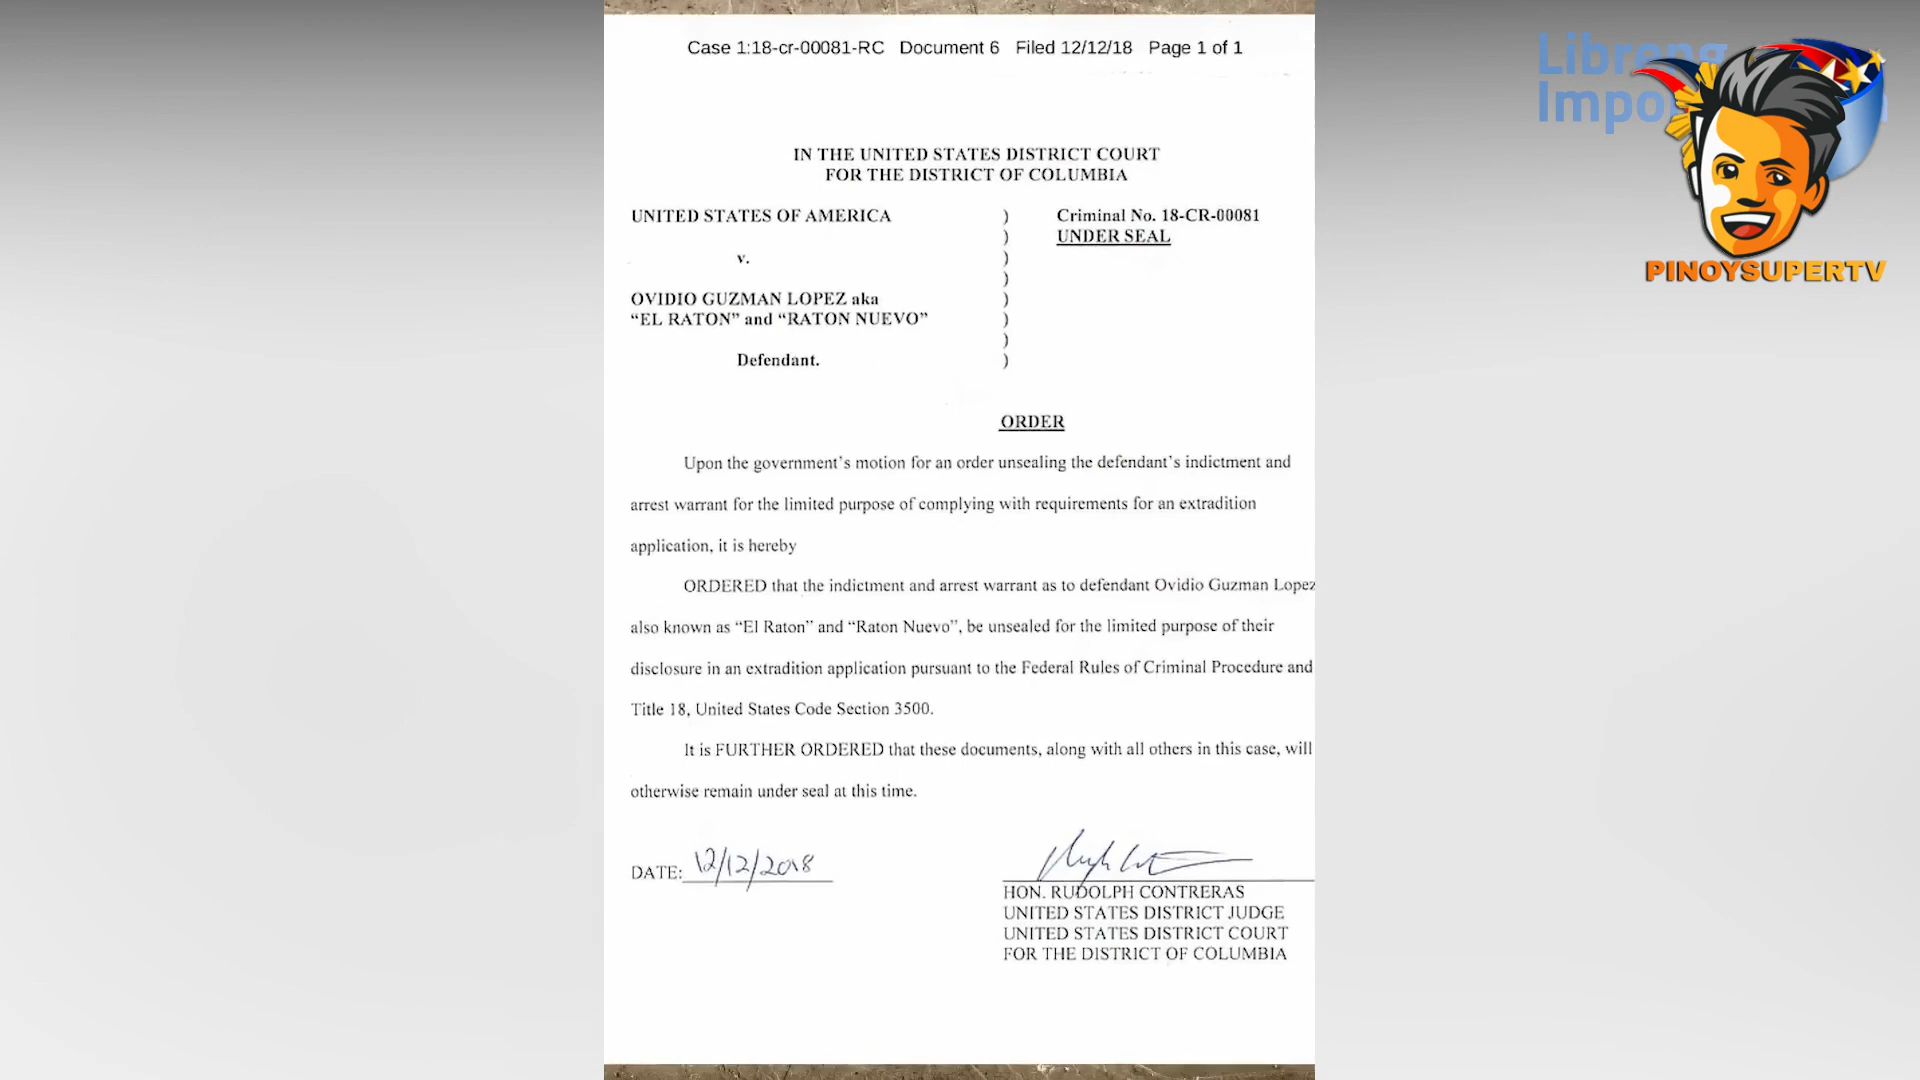 Case 1:18-cr-00081-RC Document 6 Filed 12/12/18 Page 1 of 1
IN THE UNITED STATES DISTRICT COURT
FOR THE DISTRICT OF COLUMBIA
UNITED STATES OF AMERICA
v.
OVIDIO GUZMAN LOPEZ aka
“EL RATON” and “RATON NUEVO”
Defendant.
)
)
)
)
)
)
)
)
Criminal No. 18-CR-00081
UNDER SEAL
ORDER
Upon the government’s motion for an order unsealing the defendant’s indictment and
arrest warrant for the limited purpose of complying with requirements for an extradition
application, it is hereby
ORDERED that the indictment and arrest warrant as to defendant Ovidio Guzman Lopez
also known as “El Raton” and “Raton Nuevo”, be unsealed for the limited purpose of their
disclosure in an extradition application pursuant to the Federal Rules of Criminal Procedure and
Title 18, United States Code Section 3500.
It is FURTHER ORDERED that these documents, along with all others in this case, will
otherwise remain under seal at this time.
DATE: 12/12/2018
HON. RUDOLPH CONTRERAS
UNITED STATES DISTRICT JUDGE
UNITED STATES DISTRICT COURT
FOR THE DISTRICT OF COLUMBIA
PINOYSUPERTV